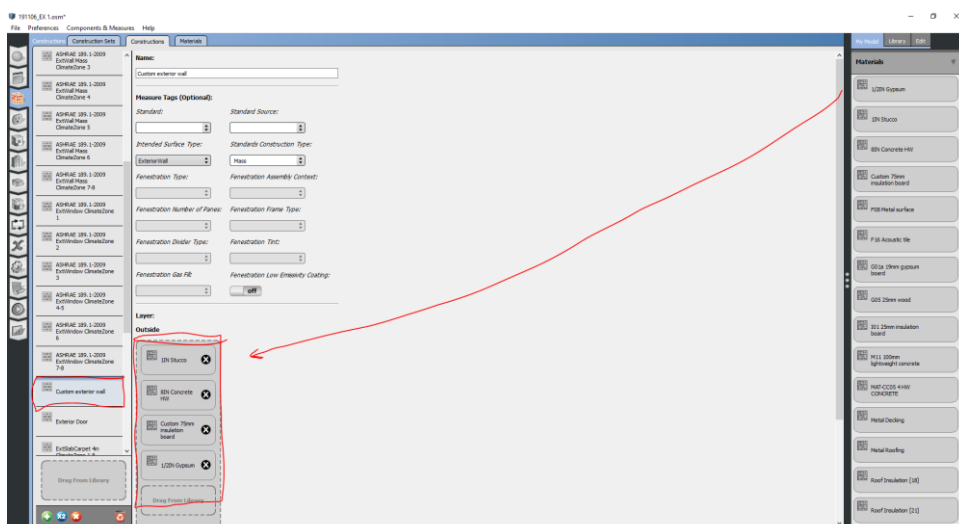 191106_EX 1.osm*
File Preferences Components & Measures Help
Constructions Construction Sets Constructions Materials
My Model Library Edit
ASHRAE 189.1-2009
ExtWall Mass
ClimateZone 3
ASHRAE 189.1-2009
ExtWall Mass
ClimateZone 4
ASHRAE 189.1-2009
ExtWall Mass
ClimateZone 5
ASHRAE 189.1-2009
ExtWall Mass
ClimateZone 6
ASHRAE 189.1-2009
ExtWall Mass
ClimateZone 7-8
ASHRAE 189.1-2009
ExtWindow ClimateZone
1
ASHRAE 189.1-2009
ExtWindow ClimateZone
2
ASHRAE 189.1-2009
ExtWindow ClimateZone
3
ASHRAE 189.1-2009
ExtWindow ClimateZone
4-5
ASHRAE 189.1-2009
ExtWindow ClimateZone
6
ASHRAE 189.1-2009
ExtWindow ClimateZone
7-8
Custom exterior wall
Exterior Door
ExtSlabCarpet 4in
Drag From Library
x2
Name:
Custom exterior wall
Measure Tags (Optional):
Standard: Standard Source:
Intended Surface Type: Standards Construction Type:
ExteriorWall Mass
Fenestration Type: Fenestration Assembly Context:
Fenestration Number of Panes: Fenestration Frame Type:
Fenestration Divider Type: Fenestration Tint:
Fenestration Gas Fill: Fenestration Low Emissivity Coating:
off
Layer:
Outside
1IN Stucco
8IN Concrete
HW
Custom 75mm
insulation
board
1/2IN Gypsum
Drag From Library
Materials
1/2IN Gypsum
1IN Stucco
8IN Concrete HW
Custom 75mm
insulation board
F08 Metal surface
F16 Acoustic tile
G01a 19mm gypsum
board
G05 25mm wood
I01 25mm insulation
board
M11 100mm
lightweight concrete
MAT-CC05 4 HW
CONCRETE
Metal Decking
Metal Roofing
Roof Insulation [18]
Roof Insulation [21]